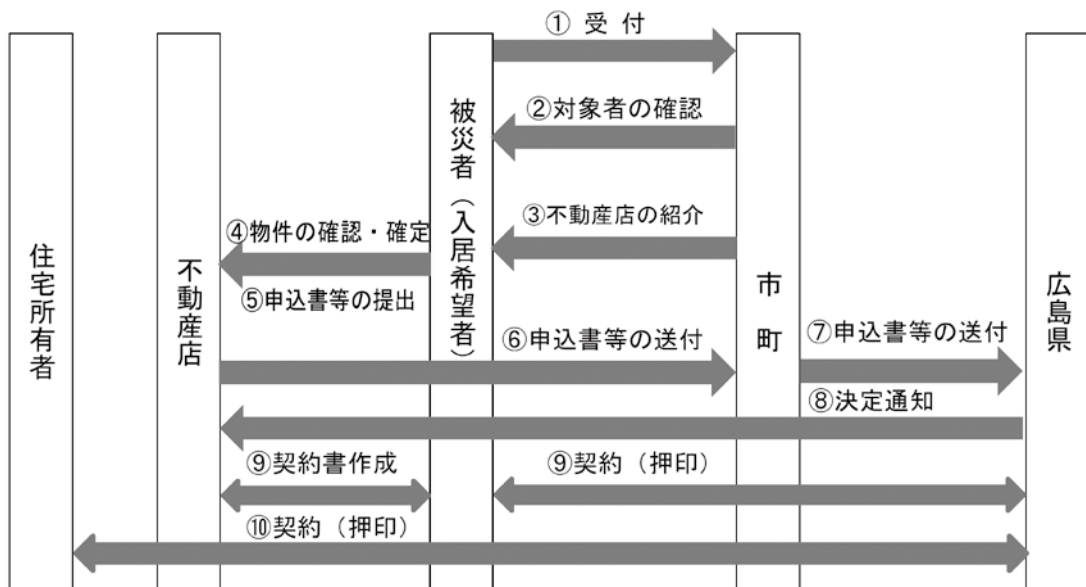 ① 受 付
②対象者の確認
③不動産店の紹介
④物件の確認・確定
⑤申込書等の提出
⑥申込書等の送付
⑦申込書等の送付
⑧決定通知
⑨契約書作成
⑨契約（押印）
⑩契約（押印）
住宅所有者
不動産店
被災者（入居希望者）
市 町
広島県